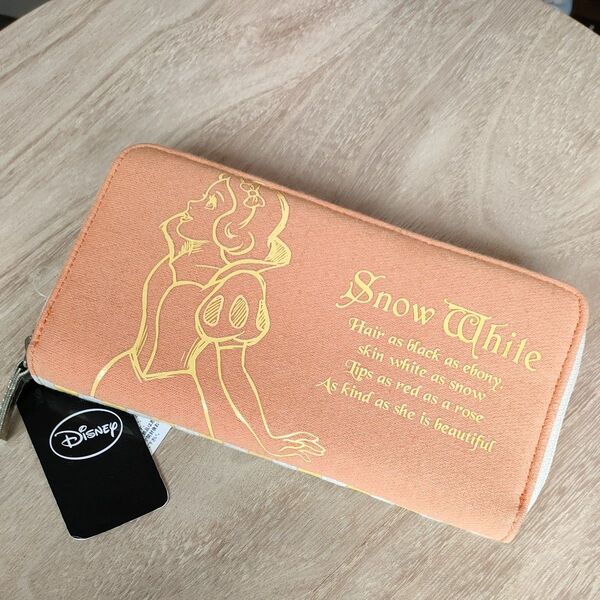 Snow White
Hair as black as ebony.
skin white as snow
Lips as red as a rose
As kind as she is beautiful
Disney